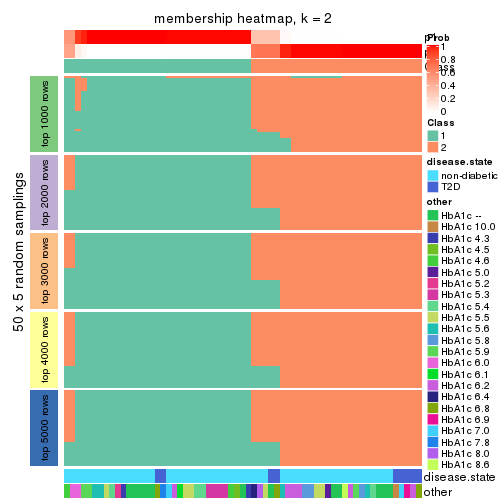 membership heatmap, k = 2
Prob
1
0.8
0.6
0.4
0.2
0
Class
1
2
disease.state
non-diabetic
T2D
other
HbA1c --
HbA1c 10.0
HbA1c 4.3
HbA1c 4.5
HbA1c 4.6
HbA1c 5.0
HbA1c 5.2
HbA1c 5.3
HbA1c 5.4
HbA1c 5.5
HbA1c 5.6
HbA1c 5.8
HbA1c 5.9
HbA1c 6.0
HbA1c 6.1
HbA1c 6.2
HbA1c 6.4
HbA1c 6.8
HbA1c 6.9
HbA1c 7.0
HbA1c 7.8
HbA1c 8.0
HbA1c 8.6
50 x 5 random samplings
top 1000 rows
top 2000 rows
top 3000 rows
top 4000 rows
top 5000 rows
disease.state
other